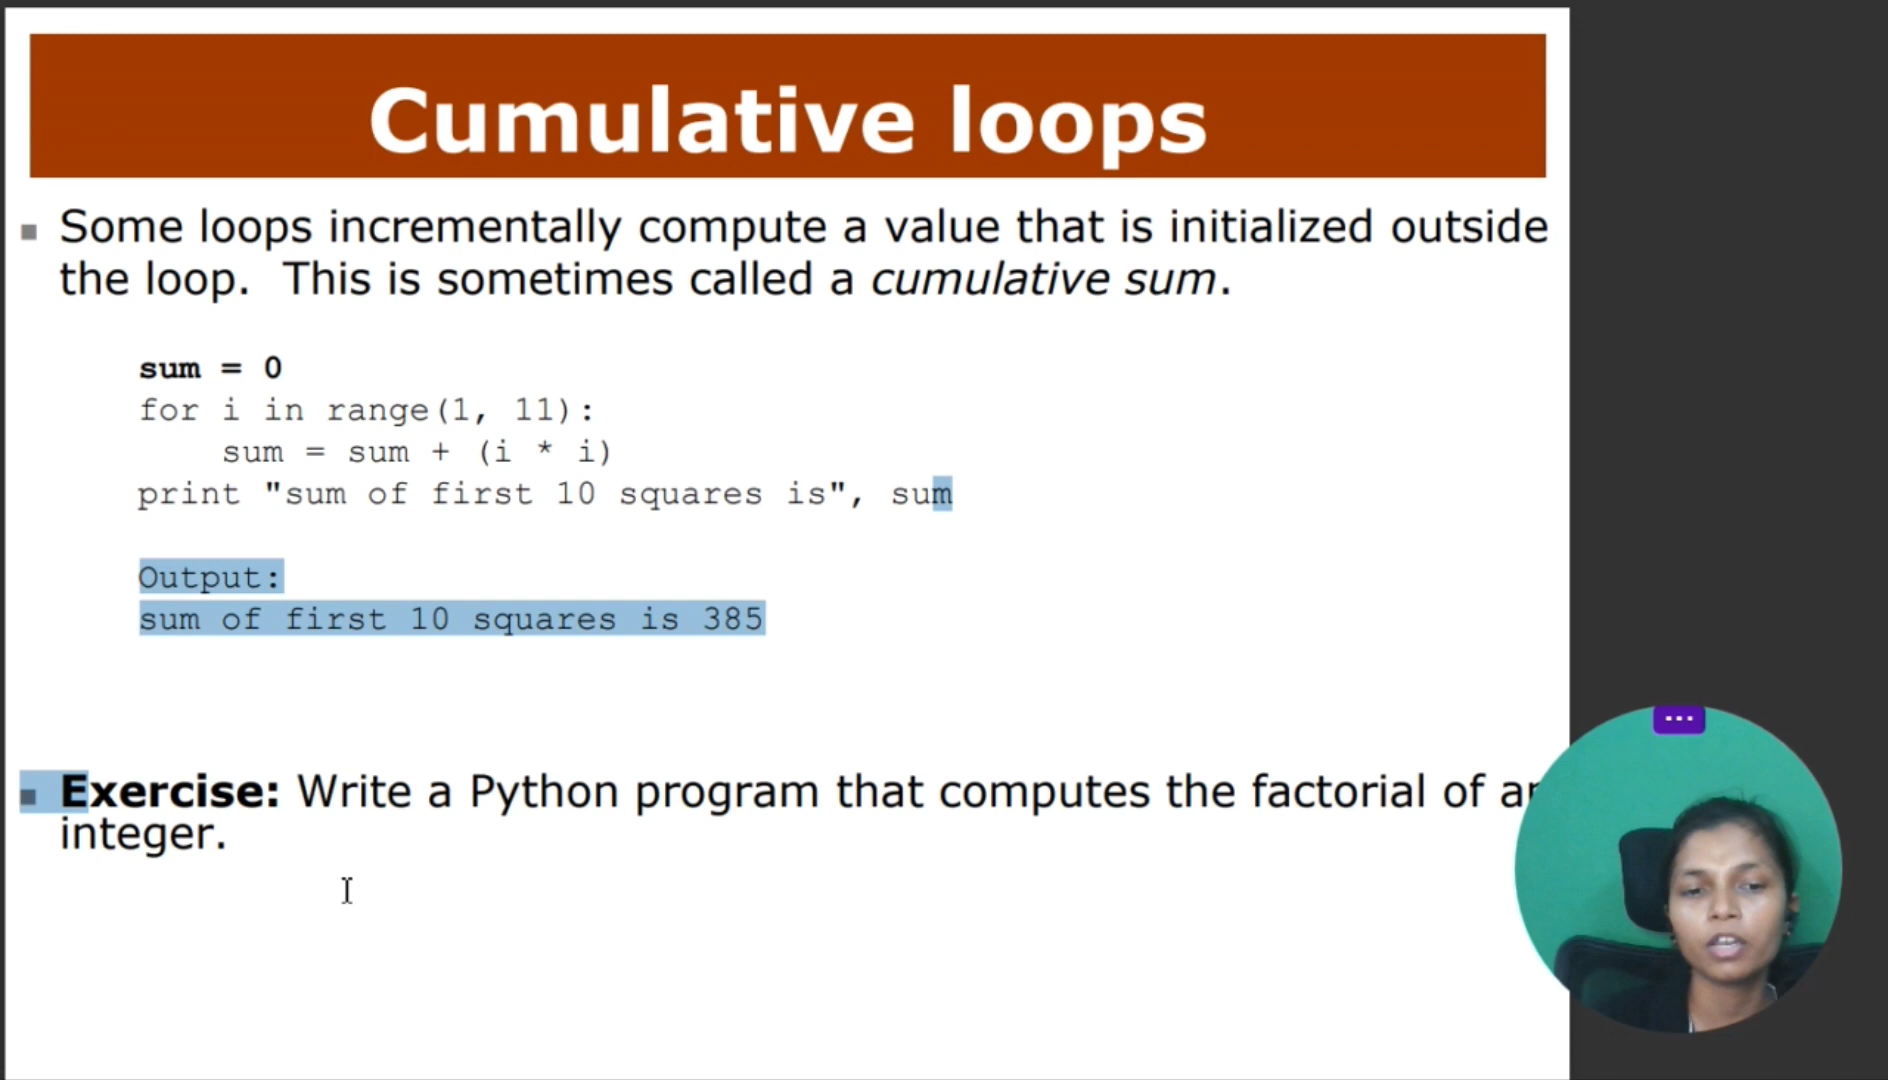 Cumulative loops
Some loops incrementally compute a value that is initialized outside
the loop. This is sometimes called a cumulative sum.
sum = 0
for i in range(1, 11):
    sum = sum + (i * i)
print "sum of first 10 squares is", sum
Output:
sum of first 10 squares is 385
Exercise: Write a Python program that computes the factorial of
integer.